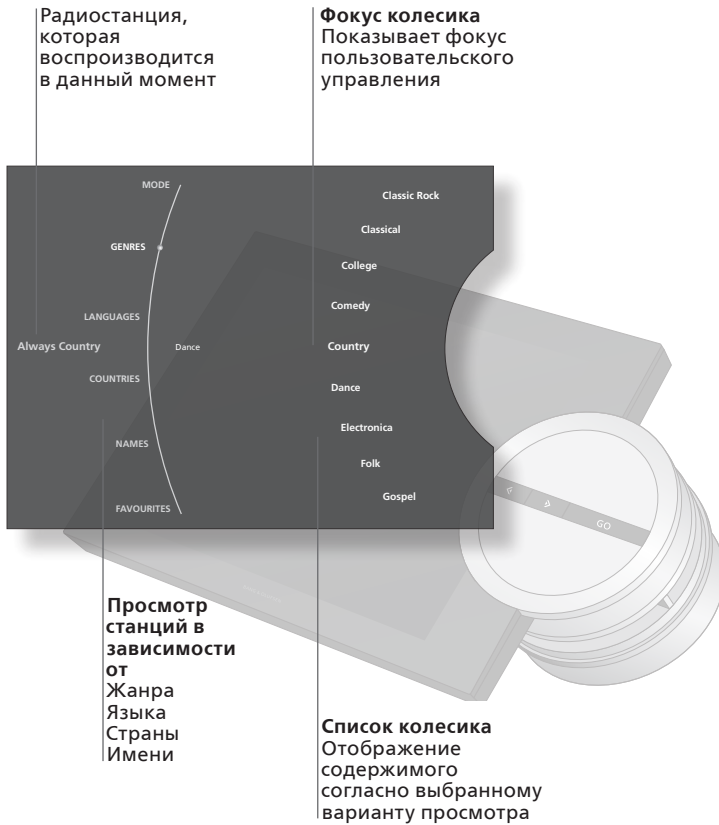 Радиостанция,
которая
воспроизводится
в данный момент
Фокус колесика
Показывает фокус
пользовательского
управления
MODE
GENRES
LANGUAGES
Always Country
COUNTRIES
NAMES
FAVOURITES
Dance
Classic Rock
Classical
College
Comedy
Country
Dance
Electronica
Folk
Gospel
GO
Просмотр
станций в
зависимости
от
Жанра
Языка
Страны
Имени
Список колесика
Отображение
содержимого
согласно выбранному
варианту просмотра